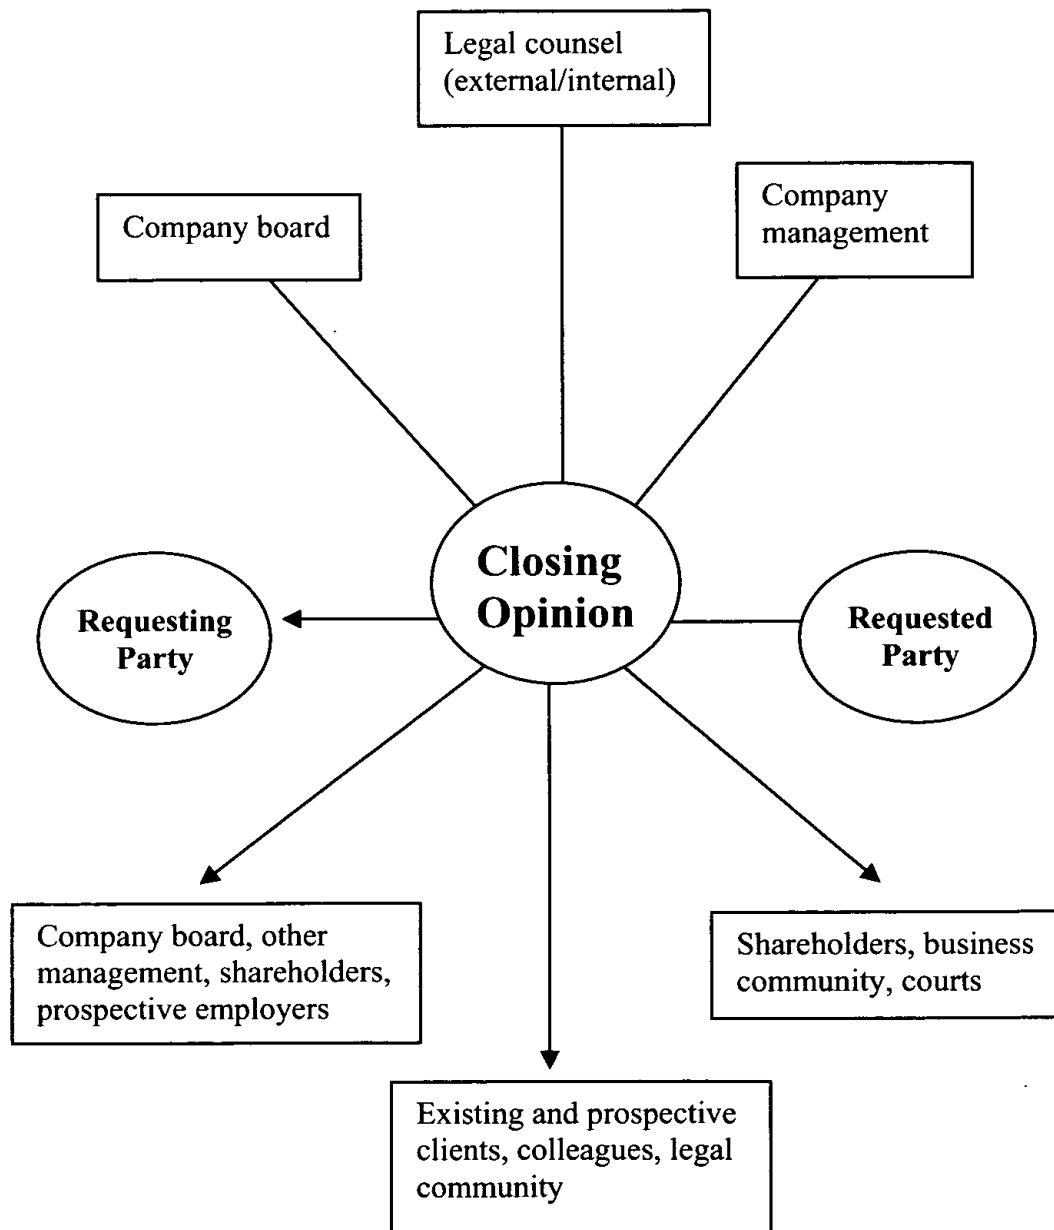 Legal counsel
(external/internal)
Company board
Company
management
Closing
Opinion
Requesting
Party
Requested
Party
Company board, other
management, shareholders,
prospective employers
Shareholders, business
community, courts
Existing and prospective
clients, colleagues, legal
community